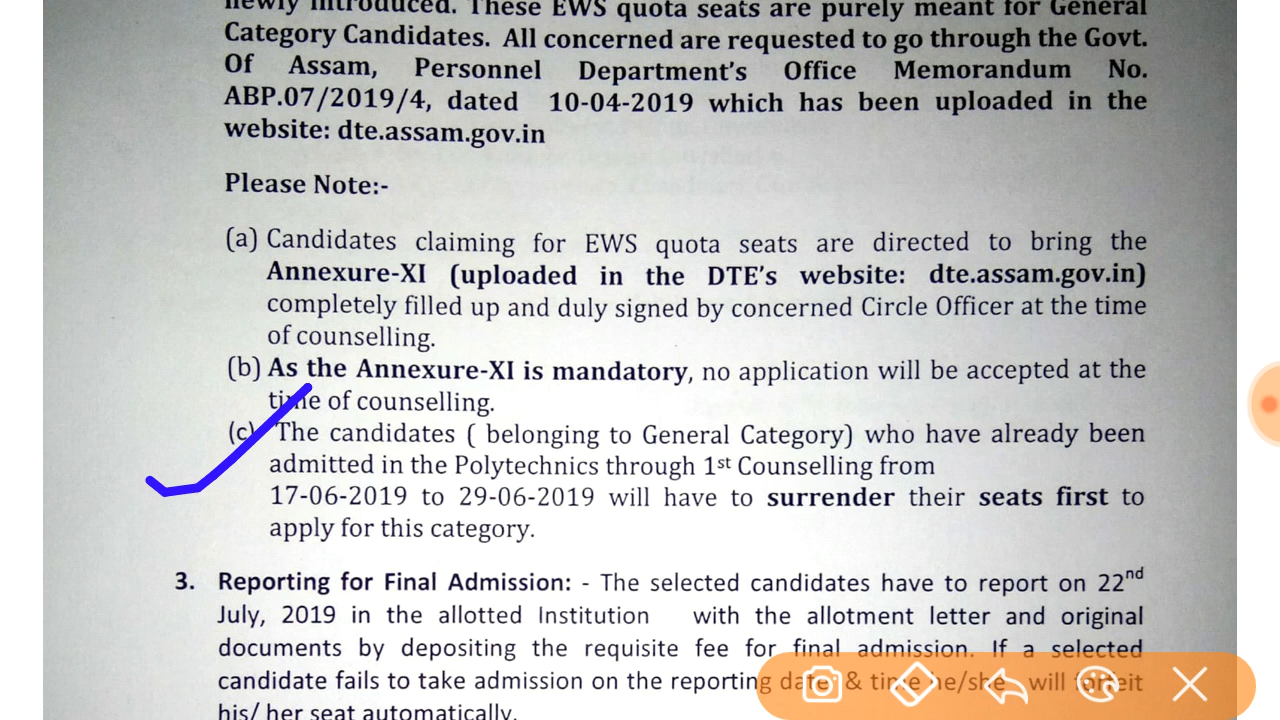 newly introduced. These EWS quota seats are purely meant for General
Category Candidates. All concerned are requested to go through the Govt.
Of Assam, Personnel Department's Office Memorandum No.
ABP.07/2019/4, dated 10-04-2019 which has been uploaded in the
website: dte.assam.gov.in
Please Note:-
(a) Candidates claiming for EWS quota seats are directed to bring the
Annexure-XI (uploaded in the DTE's website: dte.assam.gov.in)
completely filled up and duly signed by concerned Circle Officer at the time
of counselling.
(b) As the Annexure-XI is mandatory, no application will be accepted at the
time of counselling.
(c) The candidates ( belonging to General Category) who have already been
admitted in the Polytechnics through 1st Counselling from
17-06-2019 to 29-06-2019 will have to surrender their seats first to
apply for this category.
3. Reporting for Final Admission: - The selected candidates have to report on 22nd
July, 2019 in the allotted Institution with the allotment letter and original
documents by depositing the requisite fee for final admission. If a selected
candidate fails to take admission on the reporting date & time he/she will forfeit
his/ her seat automatically.